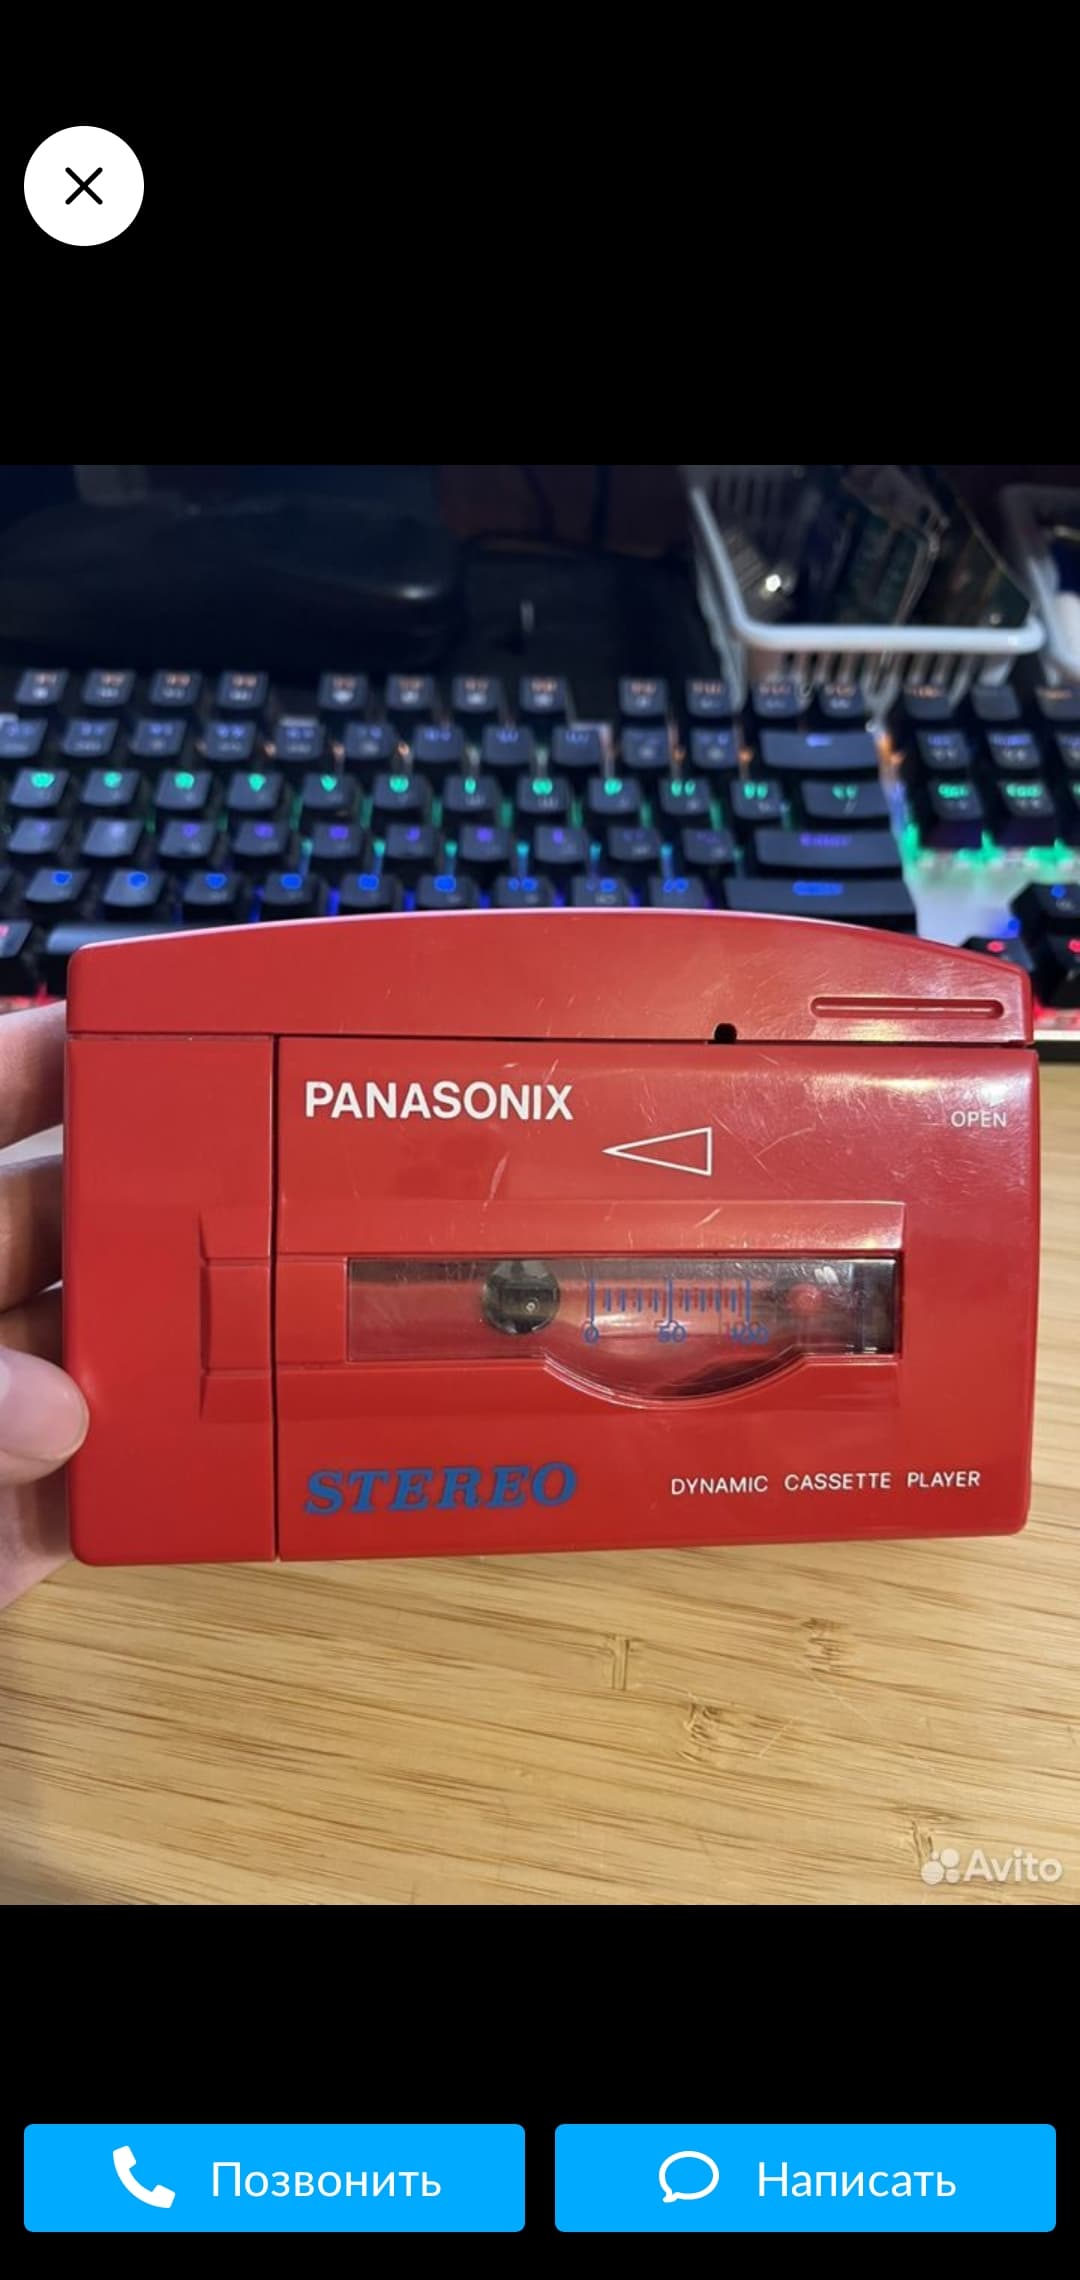 PANASONIX
OPEN
0 50 100
STEREO
DYNAMIC CASSETTE PLAYER
Avito
Позвонить
Написать